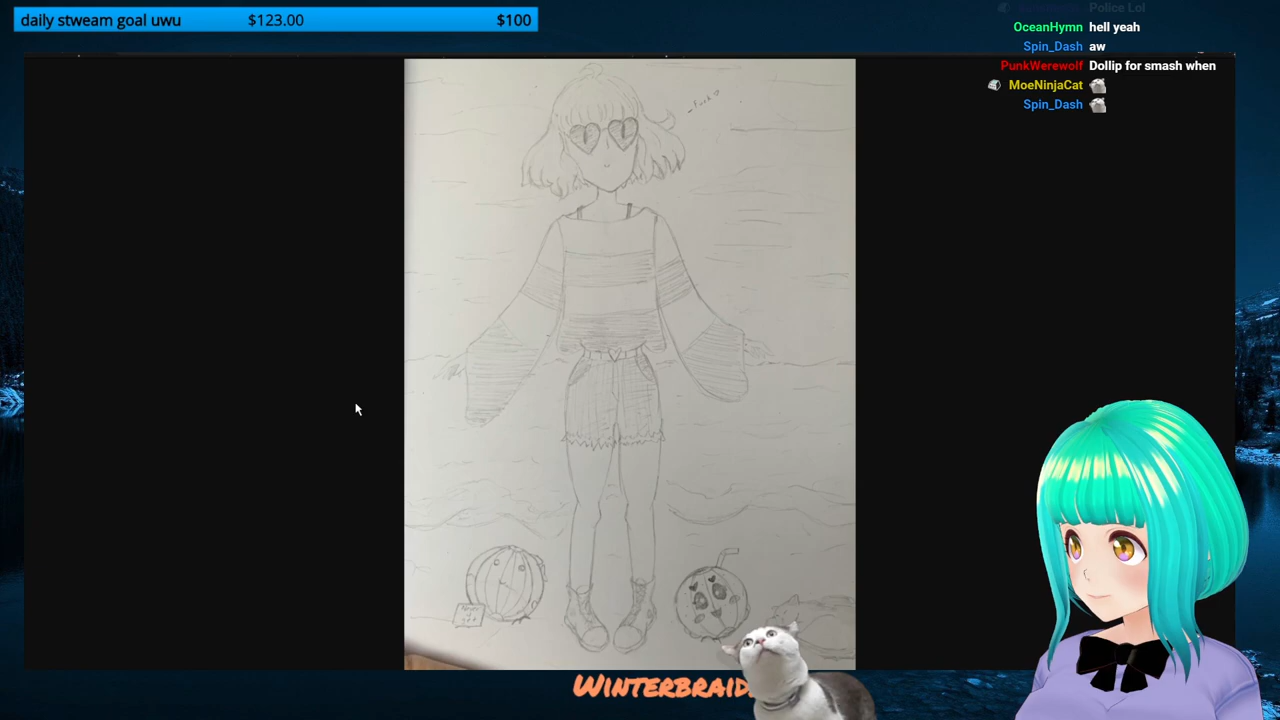 daily stweam goal uwu $123.00 $100
Police Lol
OceanHymn hell yeah
Spin_Dash aw
PunkWerewolf Dollip for smash when
MoeNinjaCat
Spin_Dash
WINTERBRAID